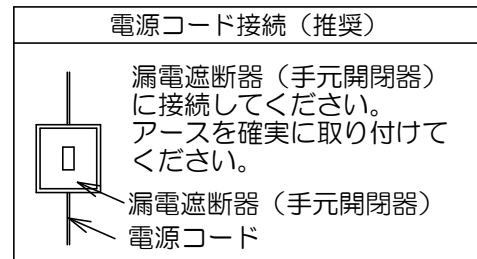 電源コード接続（推奨）
漏電遮断器（手元開閉器）
に接続してください。
アースを確実に取り付けて
ください。
漏電遮断器（手元開閉器）
電源コード